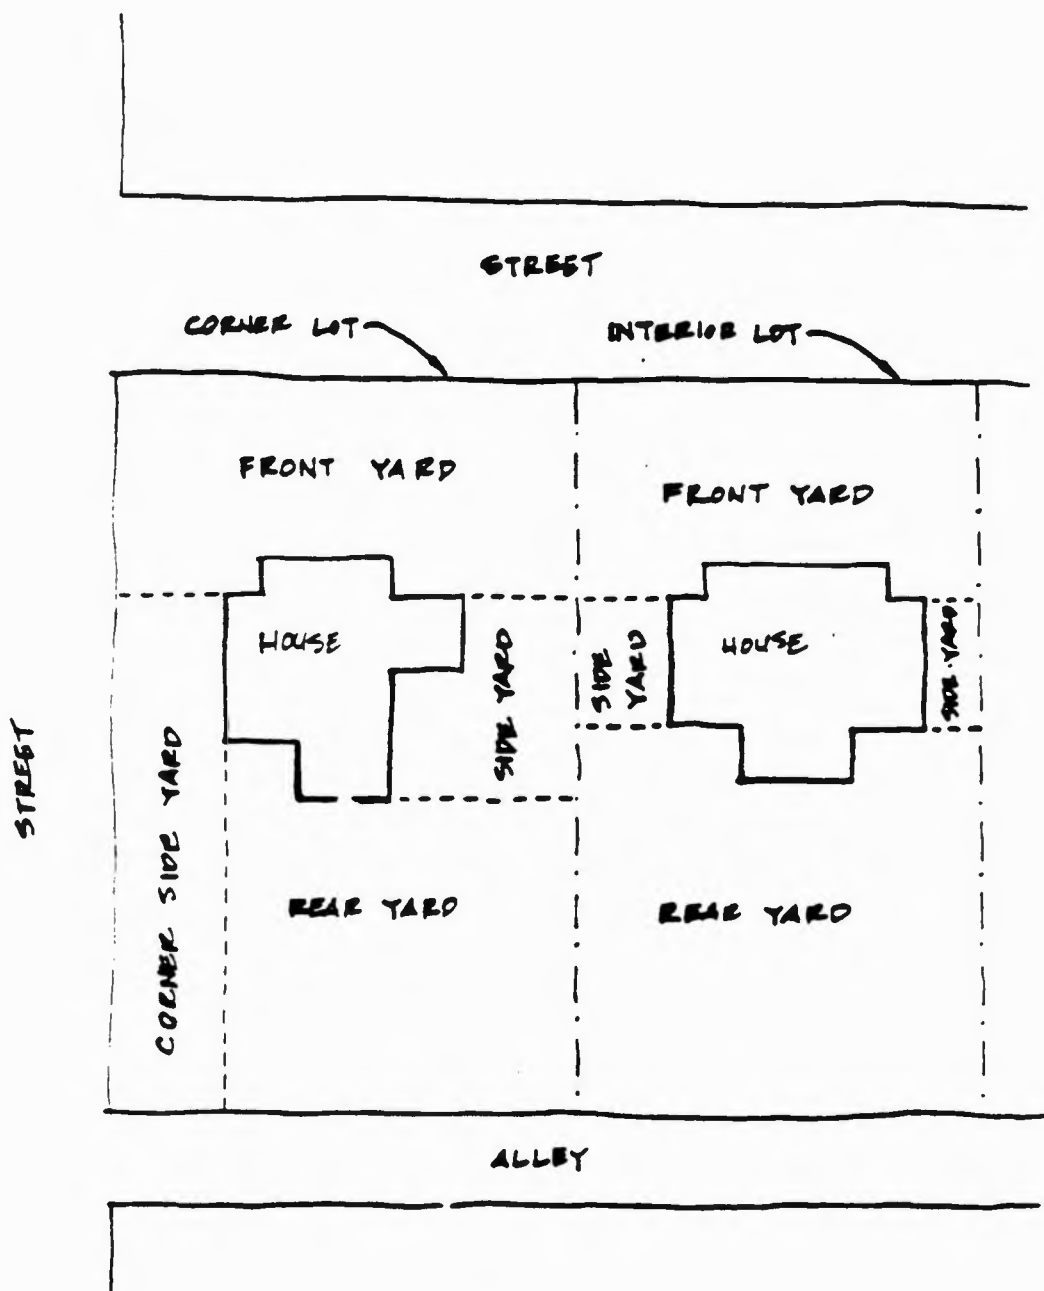 STREET
CORNER LOT
INTERIOR LOT
FRONT YARD
FRONT YARD
HOUSE
SIDE YARD
SIDE
YARD
HOUSE
SIDE YARD
STREET
CORNER SIDE YARD
REAR YARD
REAR YARD
ALLEY